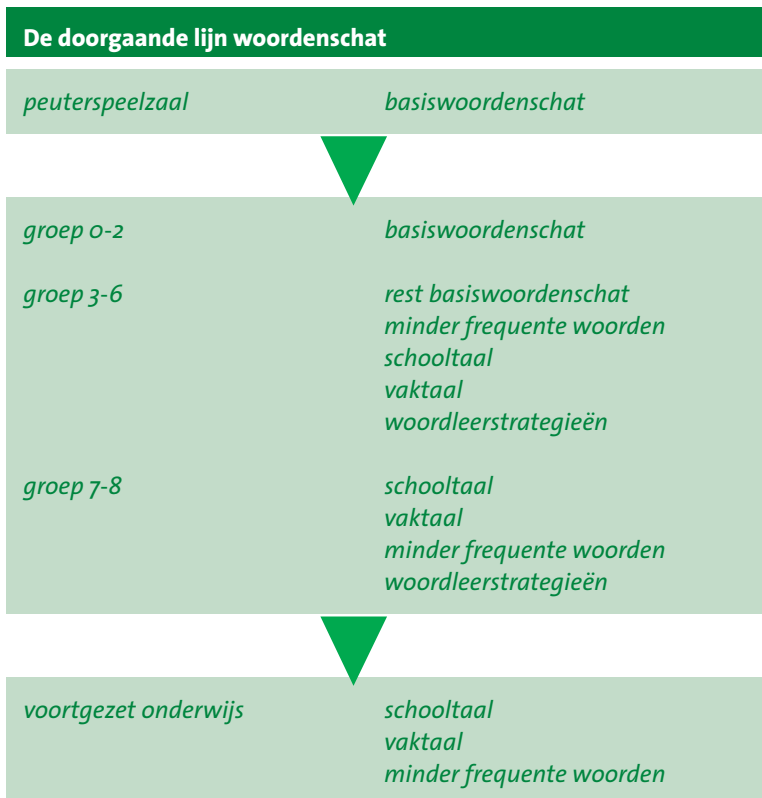 De doorgaande lijn woordenschat
peuterspeelzaal basiswoordenschat
groep 0-2 basiswoordenschat
groep 3-6 rest basiswoordenschat
minder frequente woorden
schooltaal
vaktaal
woordleerstrategieën
groep 7-8 schooltaal
vaktaal
minder frequente woorden
woordleerstrategieën
voortgezet onderwijs schooltaal
vaktaal
minder frequente woorden